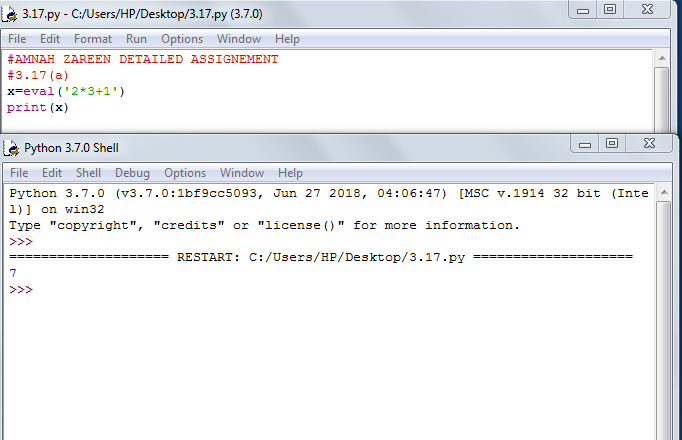 3.17.py - C:/Users/HP/Desktop/3.17.py (3.7.0)
File Edit Format Run Options Window Help
#AMNAH ZAREEN DETAILED ASSIGNEMENT
#3.17(a)
x=eval('2*3+1')
print(x)
Python 3.7.0 Shell
File Edit Shell Debug Options Window Help
Python 3.7.0 (v3.7.0:1bf9cc5093, Jun 27 2018, 04:06:47) [MSC v.1914 32 bit (Inte
l)] on win32
Type "copyright", "credits" or "license()" for more information.
>>>
==================== RESTART: C:/Users/HP/Desktop/3.17.py ====================
7
>>>